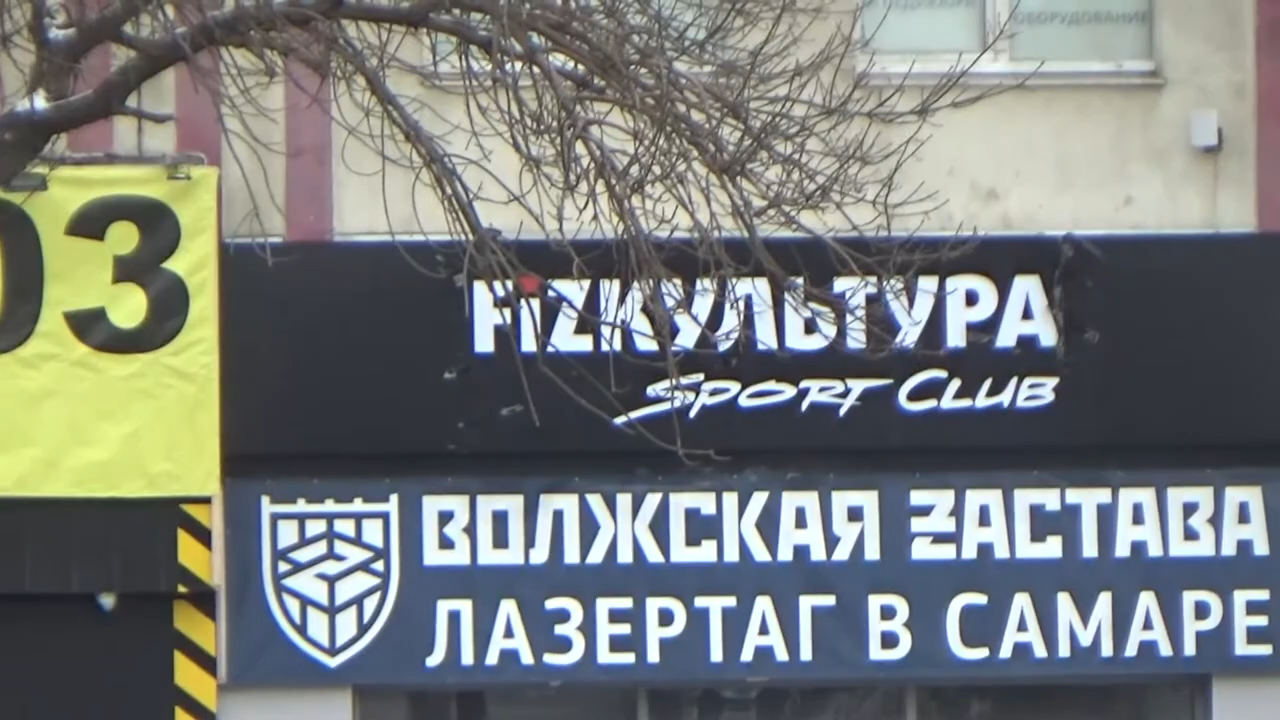 ОБОРУДОВАНИЕ
03
FIZКУЛЬТУРА
SPORT CLUB
ВОЛЖСКАЯ ZАСТАВА
ЛАЗЕРТАГ В САМАРЕ